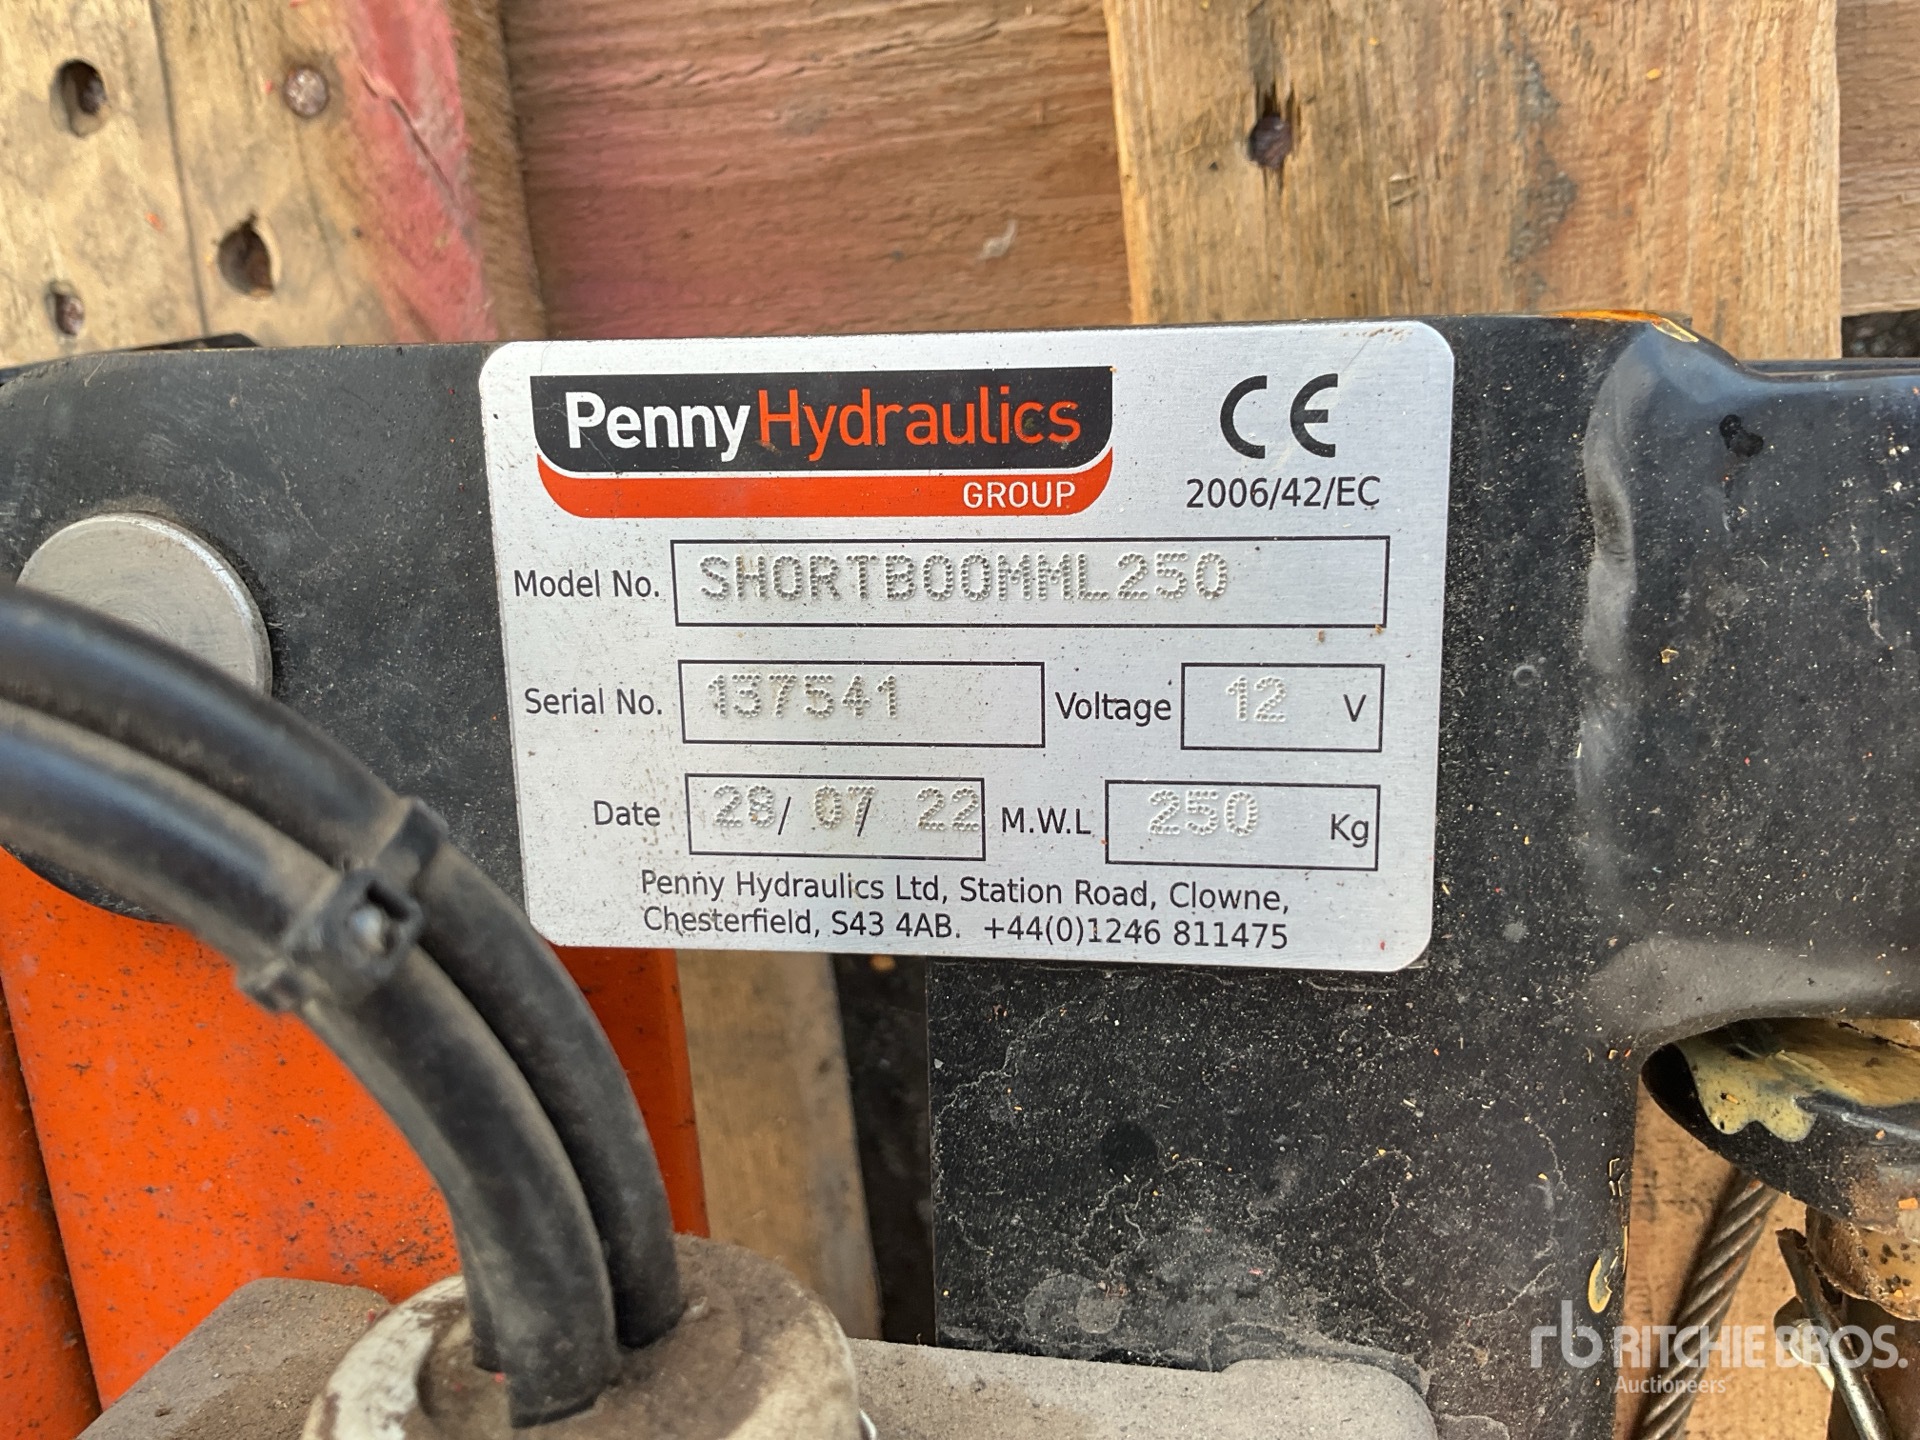 Penny Hydraulics
GROUP
CE
2006/42/EC
Model No. SHORTBOOMML250
Serial No. 137541 Voltage 12 V
Date 28/ 07/ 22 M.W.L 250 Kg
Penny Hydraulics Ltd, Station Road, Clowne,
Chesterfield, S43 4AB. +44(0)1246 811475
rb RITCHIE BROS.
Auctioneers